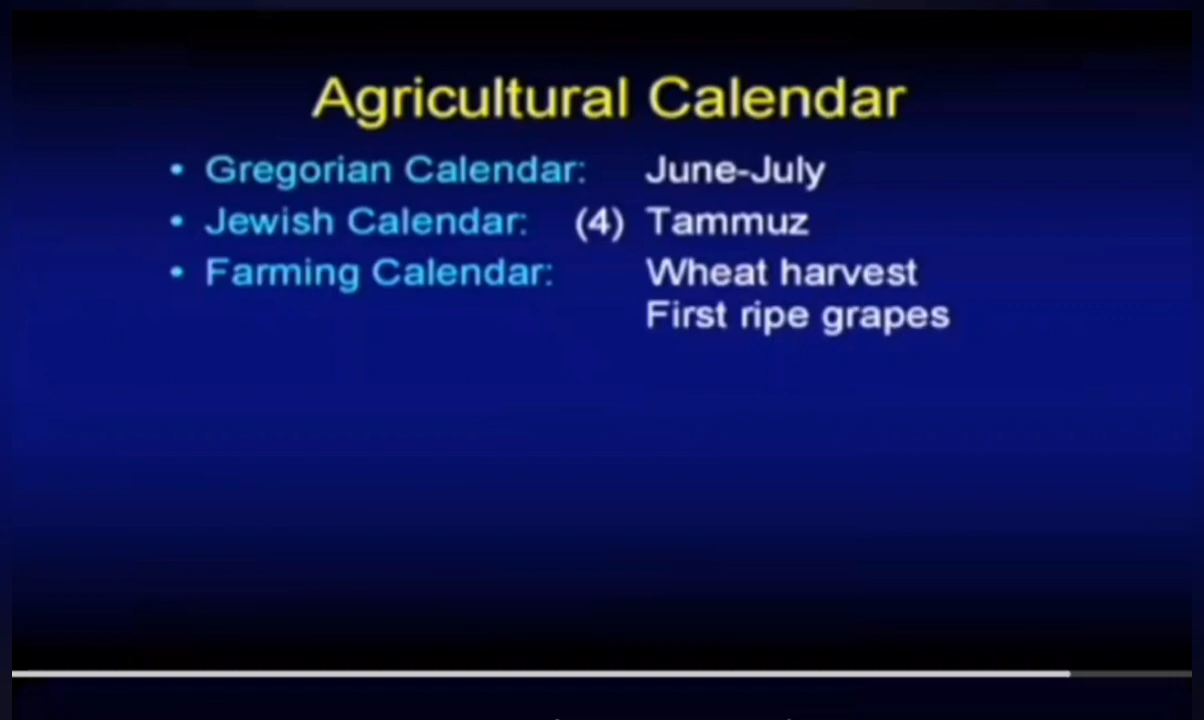 Agricultural Calendar
• Gregorian Calendar: June-July
• Jewish Calendar: (4) Tammuz
• Farming Calendar: Wheat harvest
First ripe grapes